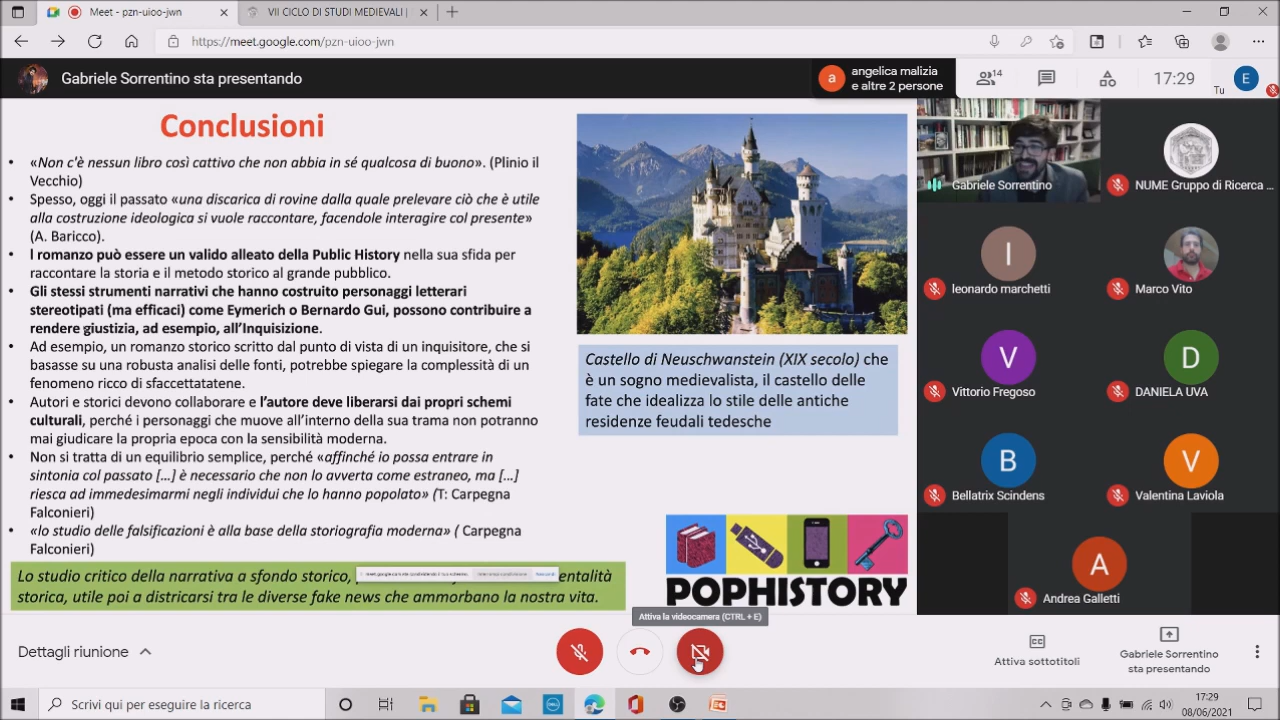 Meet - pzn-uioo-jwn
VII CICLO DI STUDI MEDIEVALI |
https://meet.google.com/pzn-uioo-jwn
Gabriele Sorrentino sta presentando
a
angelica malizia
e altre 2 persone
14
17:29
Tu
E
Conclusioni
• «Non c'è nessun libro così cattivo che non abbia in sé qualcosa di buono». (Plinio il
Vecchio)
• Spesso, oggi il passato «una discarica di rovine dalla quale prelevare ciò che è utile
alla costruzione ideologica si vuole raccontare, facendole interagire col presente»
(A. Baricco).
• I romanzo può essere un valido alleato della Public History nella sua sfida per
raccontare la storia e il metodo storico al grande pubblico.
• Gli stessi strumenti narrativi che hanno costruito personaggi letterari
stereotipati (ma efficaci) come Eymerich o Bernardo Gui, possono contribuire a
rendere giustizia, ad esempio, all'Inquisizione.
• Ad esempio, un romanzo storico scritto dal punto di vista di un inquisitore, che si
basasse su una robusta analisi delle fonti, potrebbe spiegare la complessità di un
fenomeno ricco di sfaccettatatene.
• Autori e storici devono collaborare e l'autore deve liberarsi dai propri schemi
culturali, perché i personaggi che muove all'interno della sua trama non potranno
mai giudicare la propria epoca con la sensibilità moderna.
• Non si tratta di un equilibrio semplice, perché «affinché io possa entrare in
sintonia col passato [...] è necessario che non lo avverta come estraneo, ma [...]
riesca ad immedesimarmi negli individui che lo hanno popolato» (T: Carpegna
Falconieri)
• «lo studio delle falsificazioni è alla base della storiografia moderna» ( Carpegna
Falconieri)
Lo studio critico della narrativa a sfondo storico,
storica, utile poi a districarsi tra le diverse fake news che ammorbano la nostra vita.
Castello di Neuschwanstein (XIX secolo) che
è un sogno medievalista, il castello delle
fate che idealizza lo stile delle antiche
residenze feudali tedesche
POPHISTORY
Gabriele Sorrentino
NUME Gruppo di Ricerca ...
I
leonardo marchetti
Marco Vito
V
Vittorio Fregoso
D
DANIELA UVA
B
Bellatrix Scindens
V
Valentina Laviola
A
Andrea Galletti
Attiva la videocamera (CTRL + E)
Dettagli riunione
Attiva sottotitoli
Gabriele Sorrentino
sta presentando
Scrivi qui per eseguire la ricerca
17:29
08/06/2021